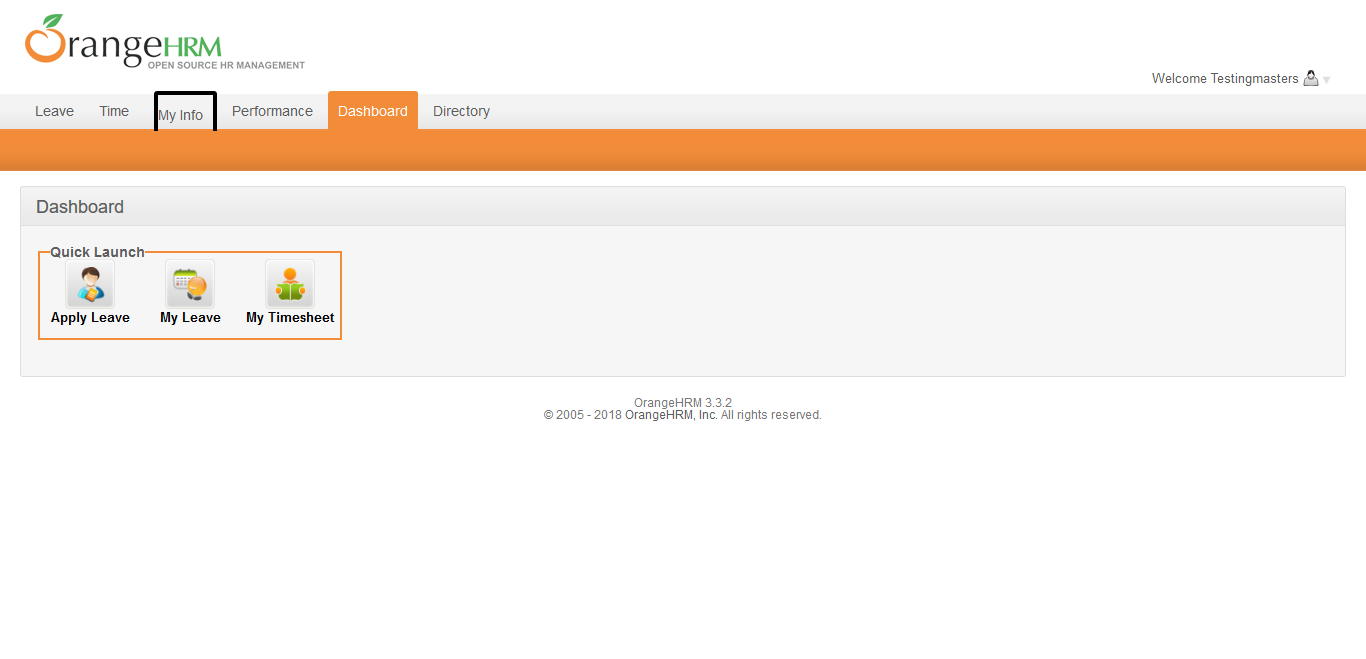 OrangeHRM
OPEN SOURCE HR MANAGEMENT
Welcome Testingmasters
Leave Time My Info Performance Dashboard Directory
Dashboard
Quick Launch
Apply Leave My Leave My Timesheet
OrangeHRM 3.3.2
© 2005 - 2018 OrangeHRM, Inc. All rights reserved.